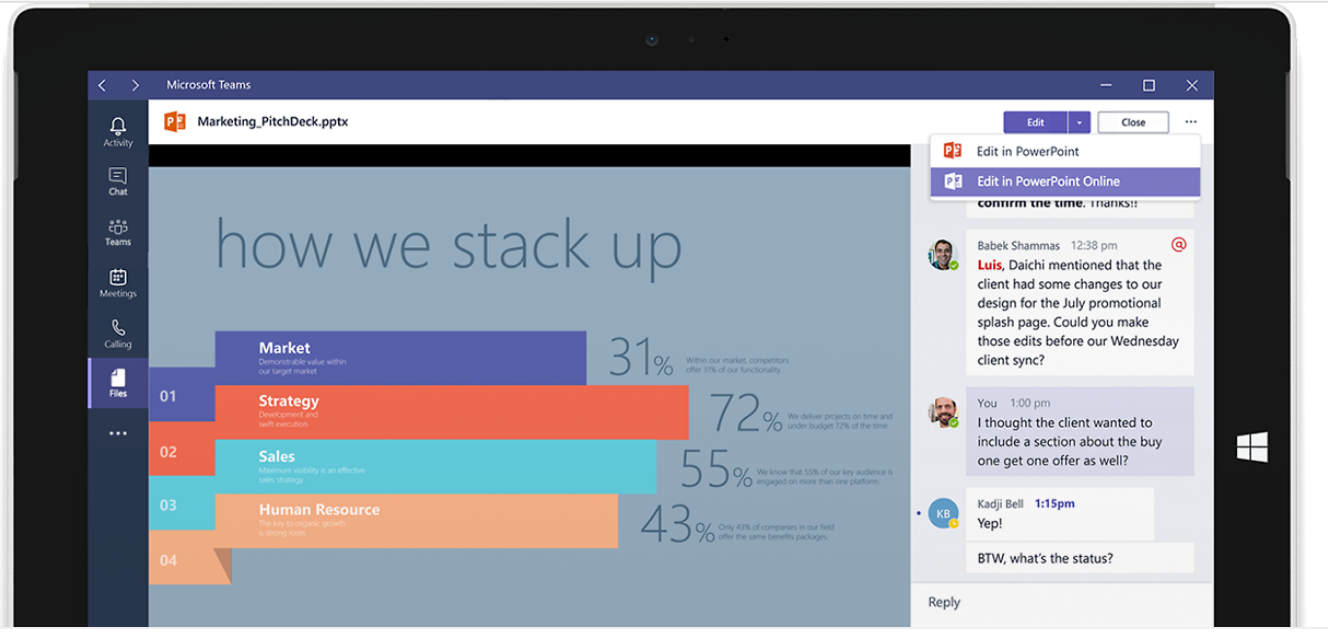 Microsoft Teams
Marketing_PitchDeck.pptx
Edit
Close
Edit in PowerPoint
Edit in PowerPoint Online
Activity
Chat
Teams
Meetings
Calling
Files
how we stack up
01
Market
Demonstrable value within
our target market
31%
Within our market, competitors
offer 31% of our functionality.
02
Strategy
Development and
swift execution
72%
We deliver projects on time and
under budget 72% of the time.
03
Sales
Maximum visibility is an effective
sales strategy
55%
We know that 55% of our key audience is
engaged on more than one platform.
04
Human Resource
The key to organic growth
is strong roots
43%
Only 43% of companies in our field
offer the same benefits packages.
confirm the time. Thanks!!
Babek Shammas 12:38 pm
Luis, Daichi mentioned that the
client had some changes to our
design for the July promotional
splash page. Could you make
those edits before our Wednesday
client sync?
You 1:00 pm
I thought the client wanted to
include a section about the buy
one get one offer as well?
KB
Kadji Bell 1:15pm
Yep!
BTW, what's the status?
Reply